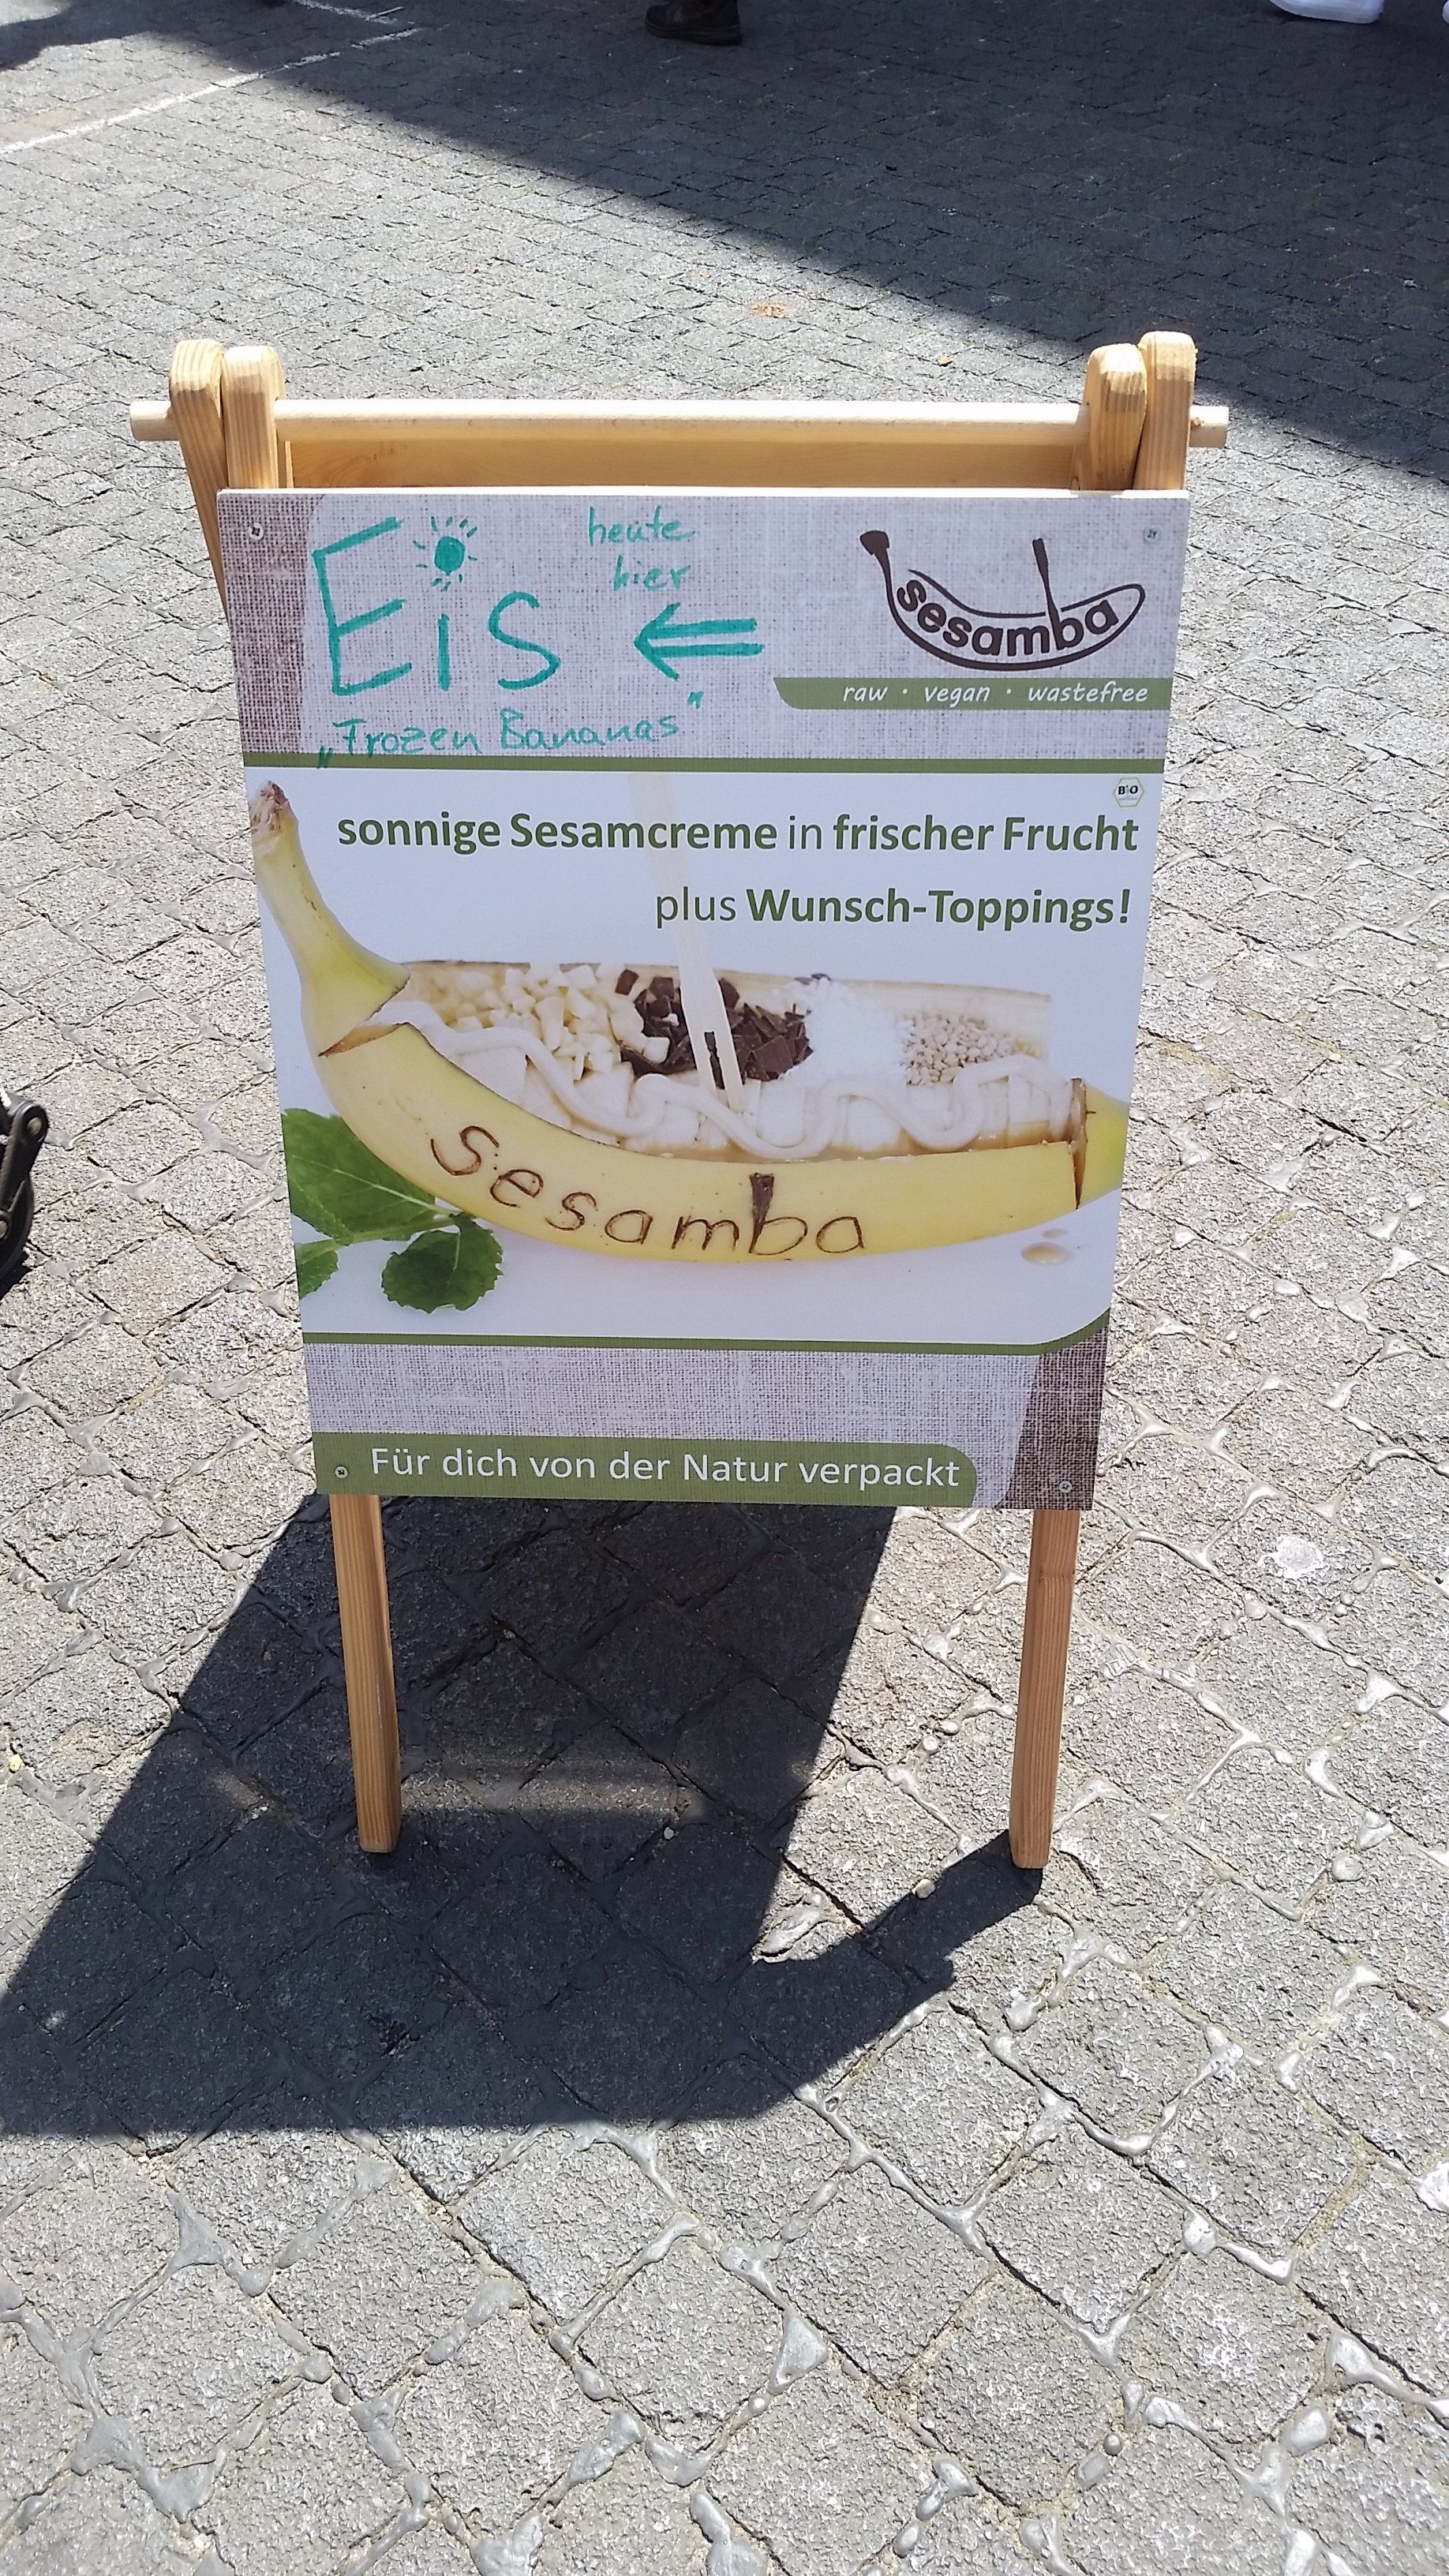 Eis
heute
hier
„Frozen Bananas"
sesamba
raw · vegan · wastefree
BIO
sonnige Sesamcreme in frischer Frucht
plus Wunsch-Toppings!
Sesamba
Für dich von der Natur verpackt